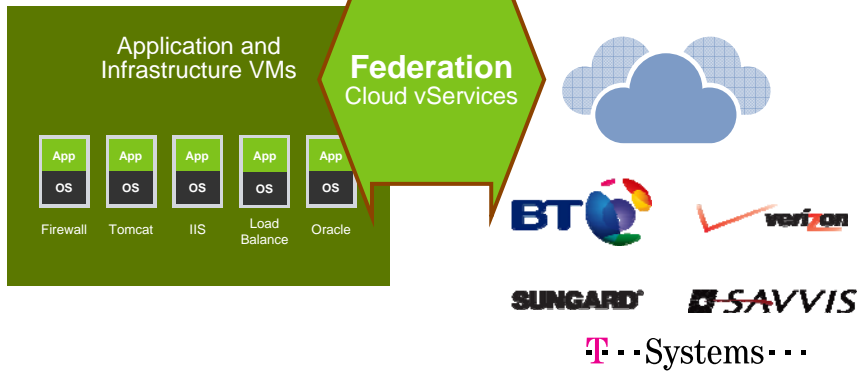 Application and
Infrastructure VMs
Federation
Cloud vServices
App App App App App
OS OS OS OS OS
Firewall Tomcat IIS Load Balance Oracle
BT
verizon
SUNGARD®
SAVVIS
T··Systems···